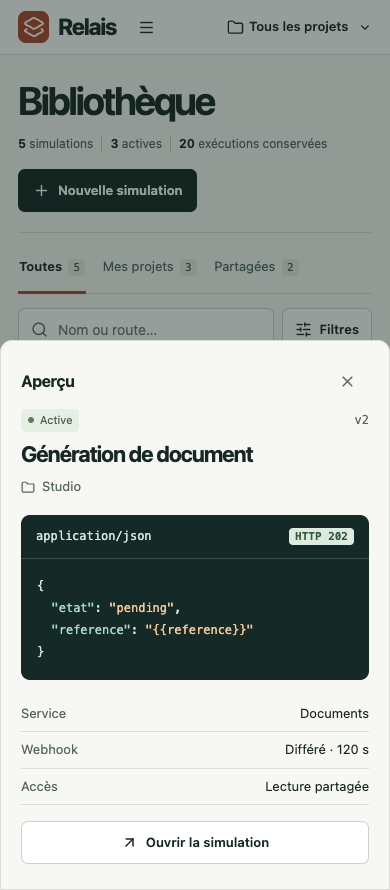 Relais
Tous les projets
Bibliothèque
5 simulations 3 actives 20 exécutions conservées
Nouvelle simulation
Toutes 5 Mes projets 3 Partagées 2
Nom ou route... Filtres
Aperçu
Active v2
Génération de document
Studio
application/json HTTP 202
{
"etat": "pending",
"reference": "{{reference}}"
}
Service Documents
Webhook Différé · 120 s
Accès Lecture partagée
Ouvrir la simulation